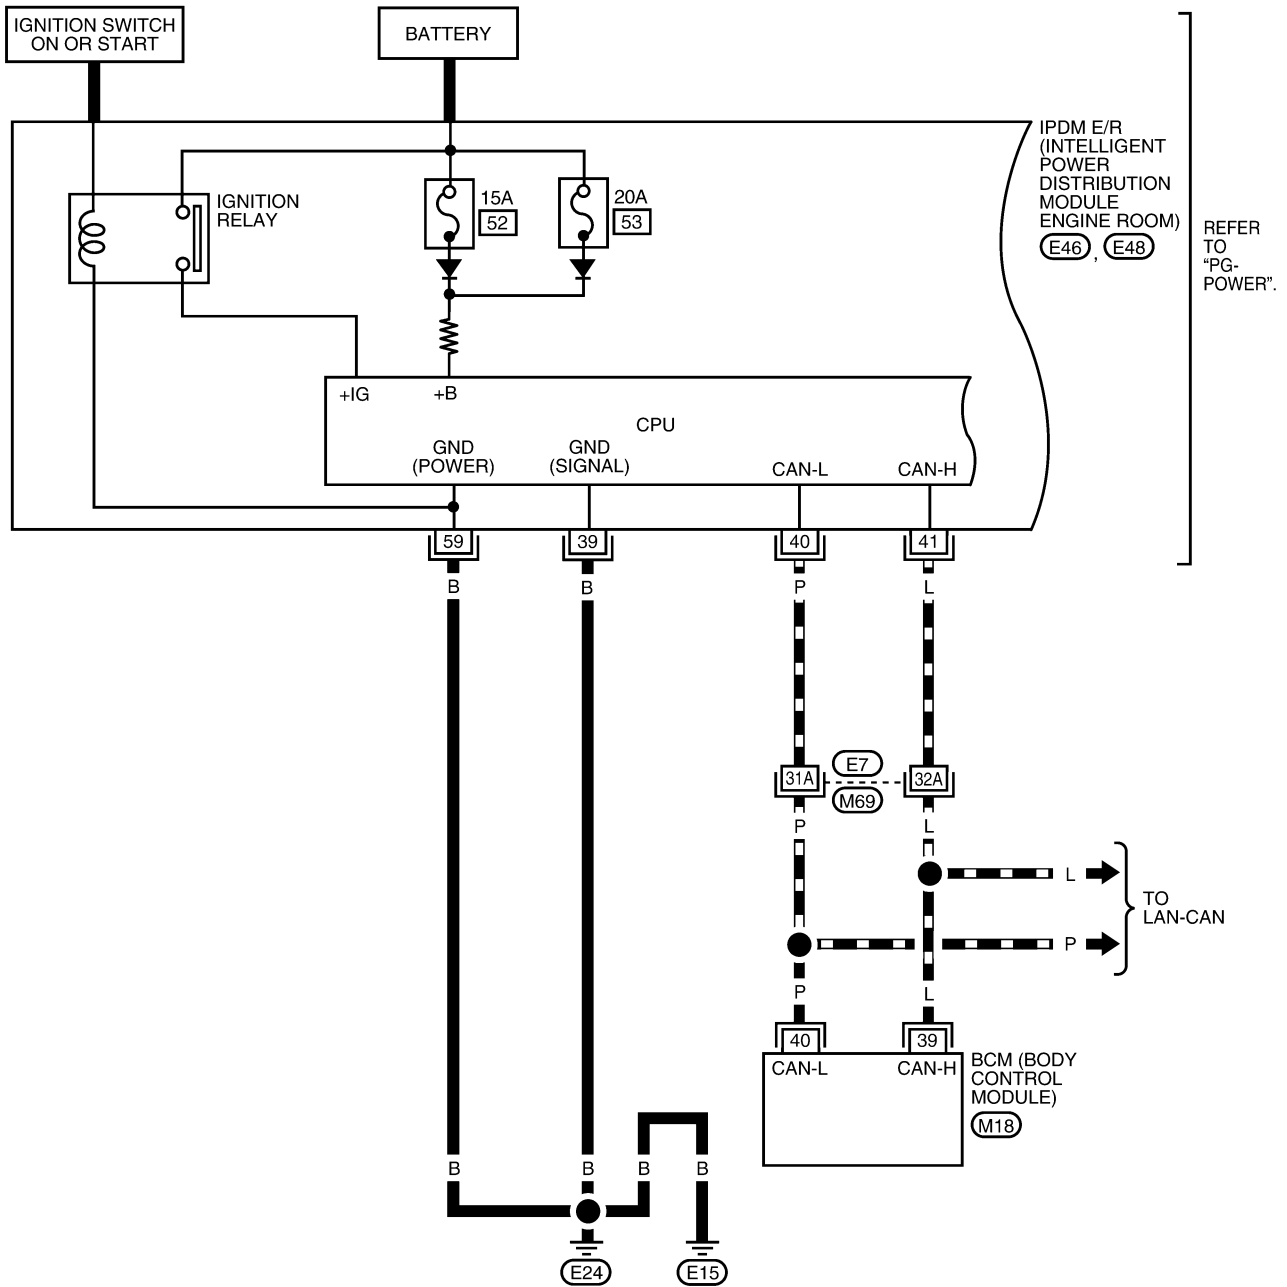 IGNITION SWITCH
ON OR START
BATTERY
IPDM E/R
(INTELLIGENT
POWER
DISTRIBUTION
MODULE
ENGINE ROOM)
E46 , E48
REFER
TO
“PG-
POWER”.
IGNITION
RELAY
15A
52
20A
53
+IG
+B
CPU
GND
(POWER)
GND
(SIGNAL)
CAN-L
CAN-H
59
39
40
41
B
B
P
L
31A
E7
M69
32A
P
L
L
P
TO
LAN-CAN
P
L
40
39
CAN-L
CAN-H
BCM (BODY
CONTROL
MODULE)
M18
B
B
B
B
E24
E15